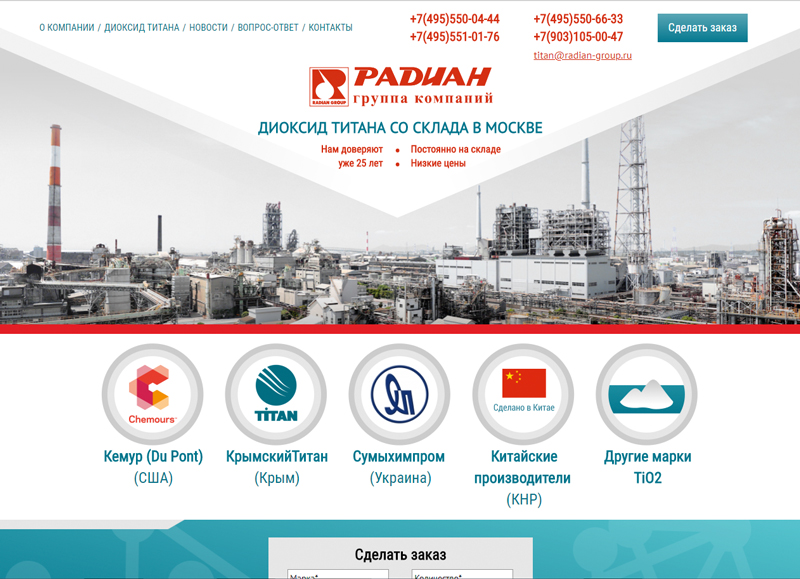 О КОМПАНИИ / ДИОКСИД ТИТАНА / НОВОСТИ / ВОПРОС-ОТВЕТ / КОНТАКТЫ
+7(495)550-04-44
+7(495)551-01-76
+7(495)550-66-33
+7(903)105-00-47
titan@radian-group.ru
Сделать заказ
RADIAN GROUP
РАДИАН
группа компаний
ДИОКСИД ТИТАНА СО СКЛАДА В МОСКВЕ
Нам доверяют • Постоянно на складе
уже 25 лет • Низкие цены
Chemours™
TİTAN
Сделано в Китае
Кемур (Du Pont)
(США)
КрымскийТитан
(Крым)
Сумыхимпром
(Украина)
Китайские
производители
(КНР)
Другие марки
TiO2
Сделать заказ
Марка*
Количество*